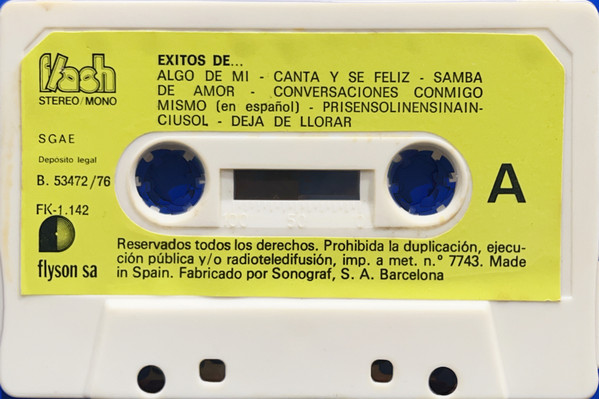 flash
STEREO/MONO
SGAE
Depósito legal
B. 53472/76
FK-1.142
flyson sa
EXITOS DE...
ALGO DE MI - CANTA Y SE FELIZ - SAMBA
DE AMOR - CONVERSACIONES CONMIGO
MISMO (en español) - PRISENSOLINENSINAIN-
CIUSOL - DEJA DE LLORAR
A
100 50
Reservados todos los derechos. Prohibida la duplicación, ejecu-
ción pública y/o radioteledifusión, imp. a met. n.º 7743. Made
in Spain. Fabricado por Sonograf, S. A. Barcelona